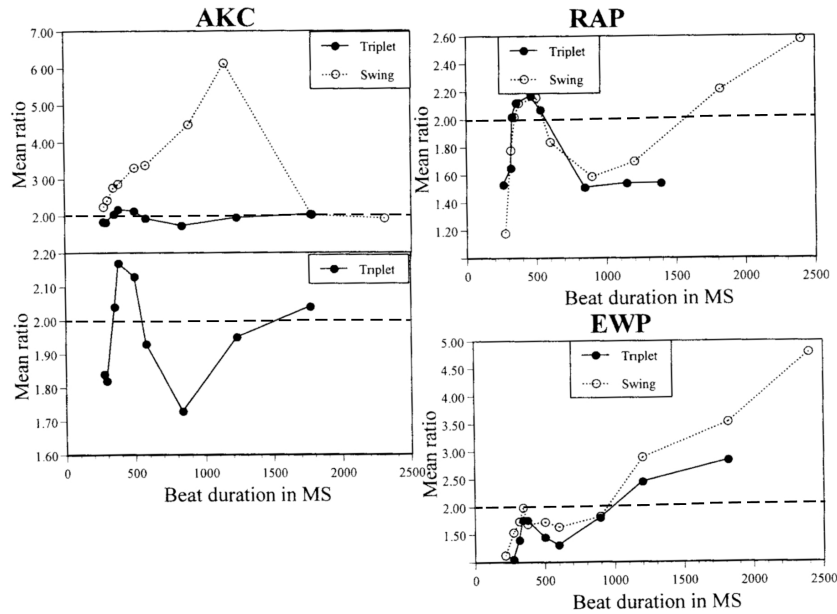 AKC
7.00
6.00
5.00
4.00
3.00
2.00
Mean ratio
Triplet
Swing
2.20
2.10
2.00
1.90
1.80
1.70
1.60
Mean ratio
Triplet
0 500 1000 1500 2000 2500
Beat duration in MS
RAP
2.60
2.40
2.20
2.00
1.80
1.60
1.40
1.20
Mean ratio
Triplet
Swing
0 500 1000 1500 2000 2500
Beat duration in MS
EWP
5.00
4.50
4.00
3.50
3.00
2.50
2.00
1.50
Mean ratio
Triplet
Swing
0 500 1000 1500 2000 2500
Beat duration in MS